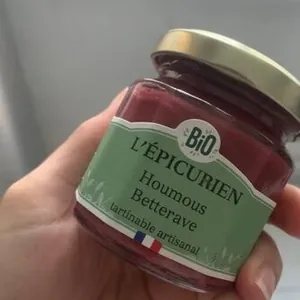 BiO
L'ÉPICURIEN
Houmous
Betterave
tartinable artisanal